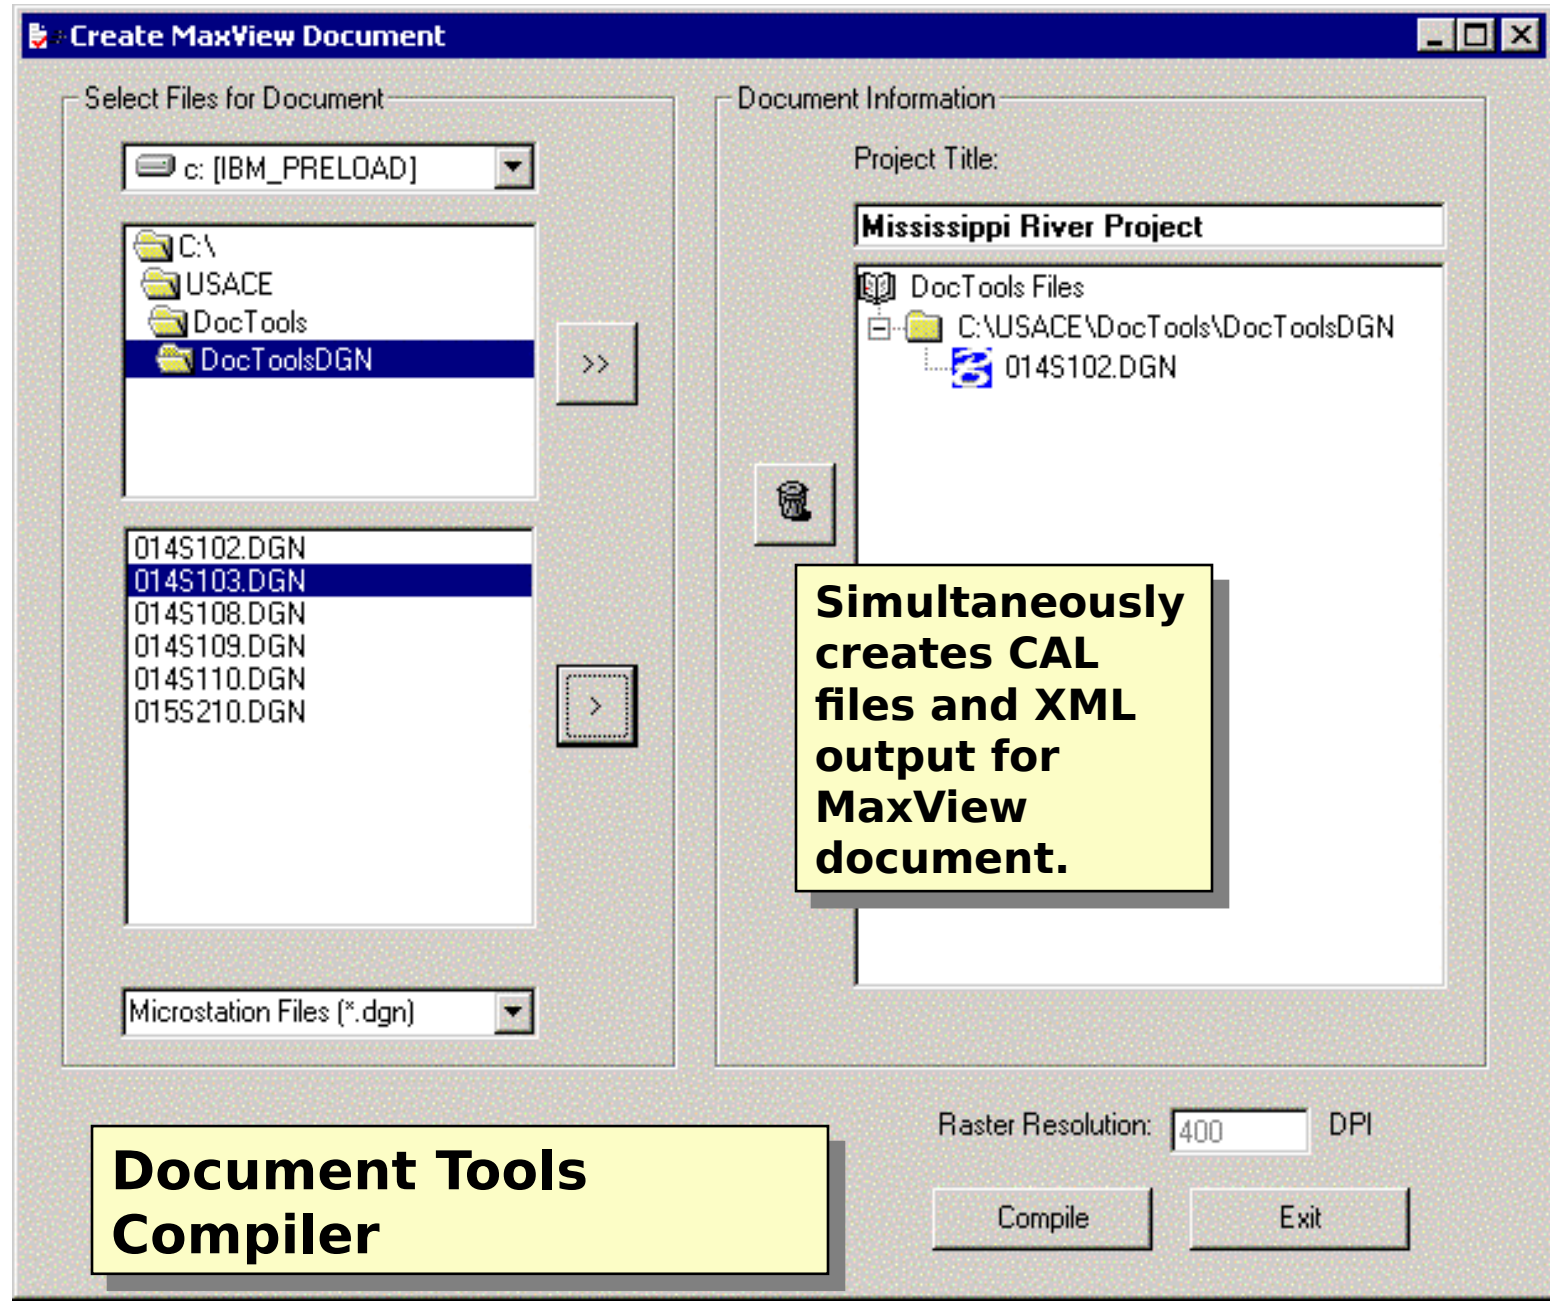 Create MaxView Document
Select Files for Document
c: [IBM_PRELOAD]
C:\
USACE
DocTools
DocToolsDGN
>>
014S102.DGN
014S103.DGN
014S108.DGN
014S109.DGN
014S110.DGN
015S210.DGN
>
Microstation Files (*.dgn)
Document Information
Project Title:
Mississippi River Project
DocTools Files
C:\USACE\DocTools\DocToolsDGN
014S102.DGN
Simultaneously
creates CAL
files and XML
output for
MaxView
document.
Raster Resolution: 400 DPI
Compile Exit
Document Tools
Compiler